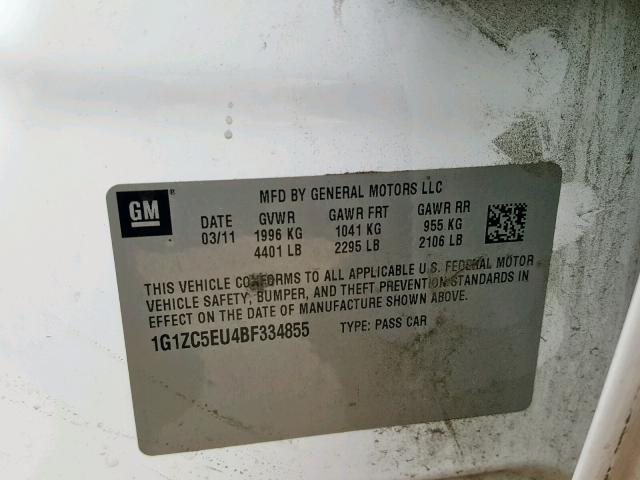 GM
MFD BY GENERAL MOTORS LLC
DATE GVWR GAWR FRT GAWR RR
03/11 1996 KG 1041 KG 955 KG
4401 LB 2295 LB 2106 LB
THIS VEHICLE CONFORMS TO ALL APPLICABLE U.S. FEDERAL MOTOR
VEHICLE SAFETY, BUMPER, AND THEFT PREVENTION STANDARDS IN
EFFECT ON THE DATE OF MANUFACTURE SHOWN ABOVE.
1G1ZC5EU4BF334855 TYPE: PASS CAR